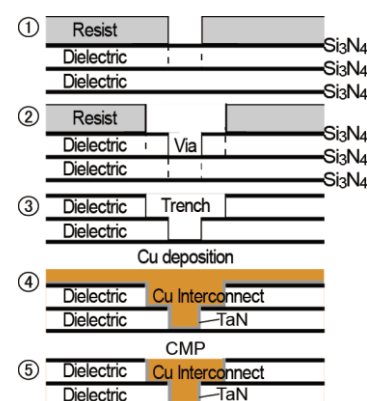 ① Resist
Si3N4
Dielectric
Si3N4
Dielectric
Si3N4
② Resist
Si3N4
Dielectric Via
Si3N4
Dielectric
Si3N4
③ Dielectric Trench
Dielectric
Cu deposition
④
Dielectric Cu Interconnect
Dielectric TaN
CMP
⑤ Dielectric Cu Interconnect
Dielectric TaN